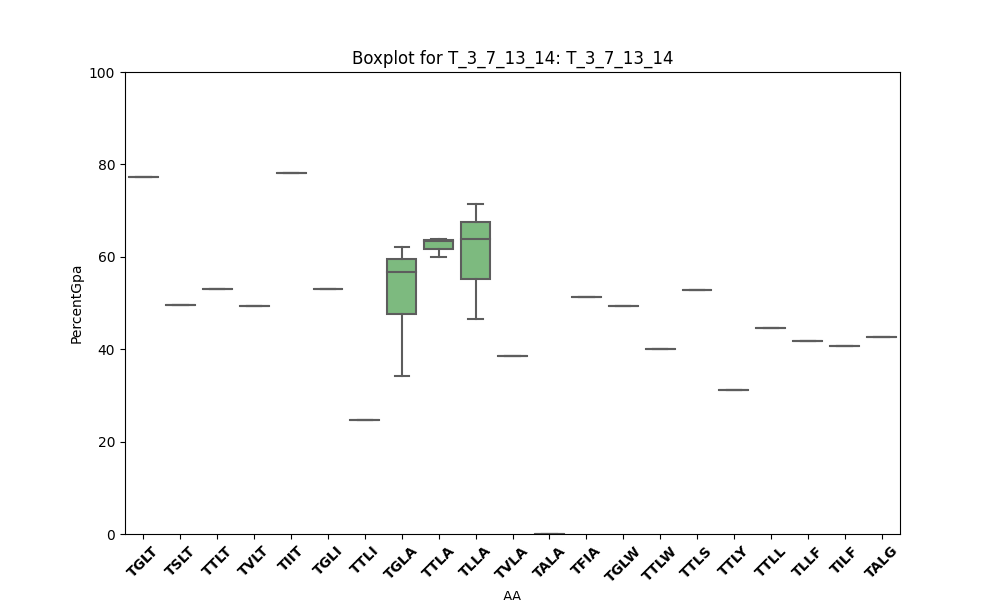 Boxplot for T_3_7_13_14: T_3_7_13_14
100
80
60
40
20
0
PercentGpa
TGLT
TSLT
TTLT
TVLT
TIIT
TGLI
TTLI
TGLA
TTLA
TLLA
TVLA
TALA
TFIA
TGLW
TTLW
TTLS
TTLY
TTLL
TLLF
TILF
TALG
AA